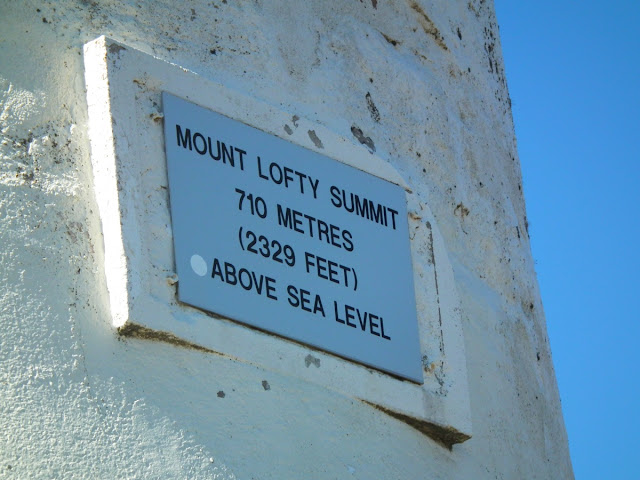 MOUNT LOFTY SUMMIT
710 METRES
(2329 FEET)
ABOVE SEA LEVEL